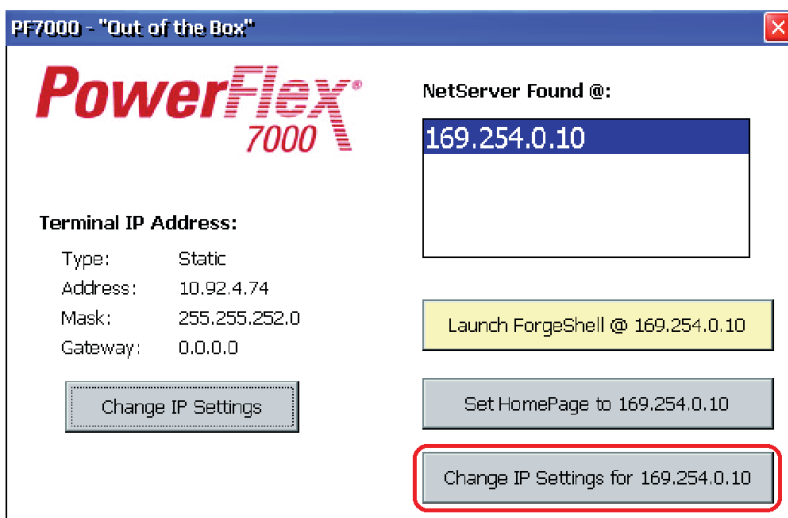 PF7000 - "Out of the Box"
PowerFlex®
7000
NetServer Found @:
169.254.0.10
Terminal IP Address:
Type: Static
Address: 10.92.4.74
Mask: 255.255.252.0
Gateway: 0.0.0.0
Change IP Settings
Launch ForgeShell @ 169.254.0.10
Set HomePage to 169.254.0.10
Change IP Settings for 169.254.0.10